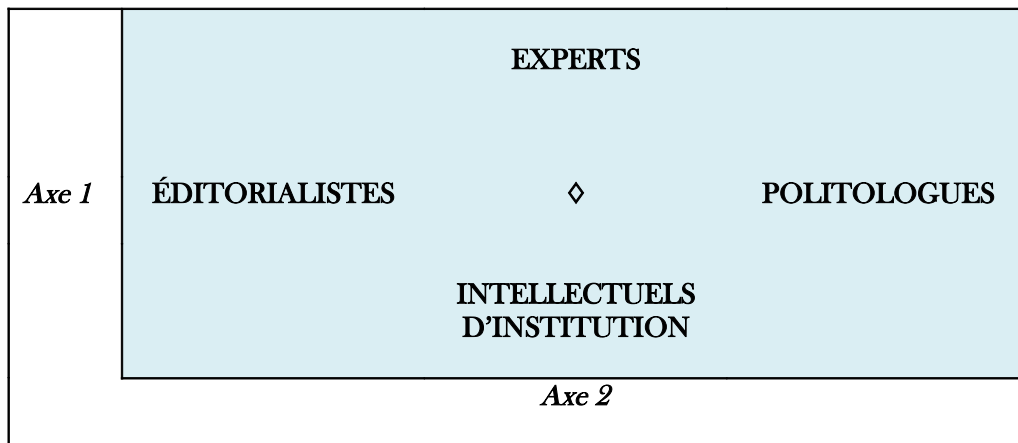 EXPERTS
Axe 1 ÉDITORIALISTES ◊ POLITOLOGUES
INTELLECTUELS
D’INSTITUTION
Axe 2